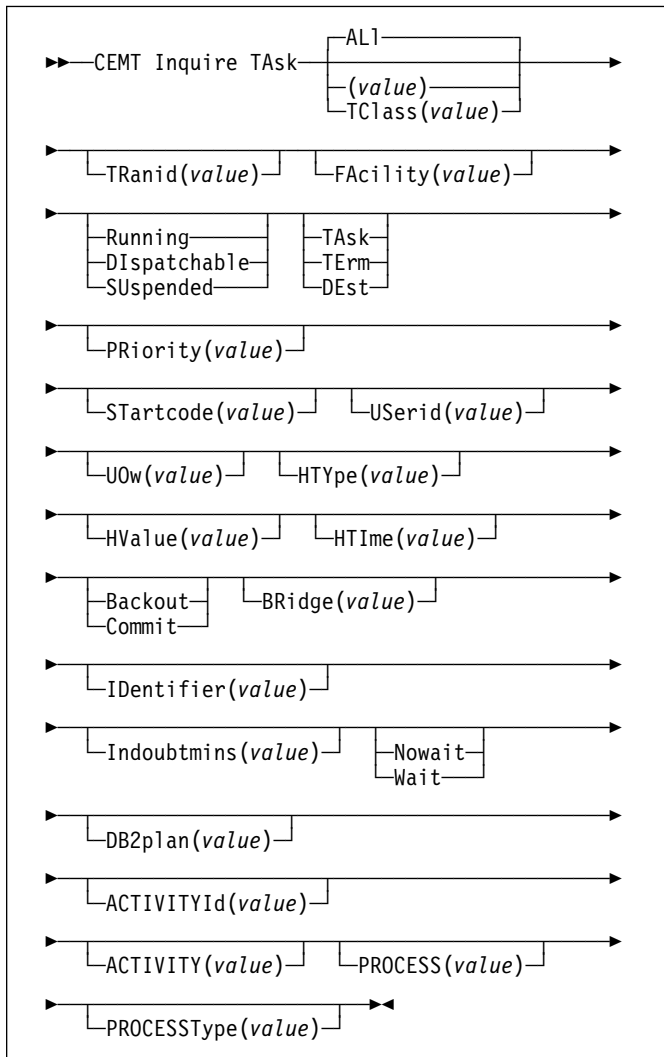 ALl
CEMT Inquire TAsk
(value)
TClass(value)
TRanid(value) FAcility(value)
Running TAsk
DIspatchable TErm
SUspended DEst
PRiority(value)
STartcode(value) USerid(value)
UOw(value) HTYpe(value)
HValue(value) HTIme(value)
Backout BRidge(value)
Commit
IDentifier(value)
Indoubtmins(value) Nowait
Wait
DB2plan(value)
ACTIVITYId(value)
ACTIVITY(value) PROCESS(value)
PROCESSType(value)